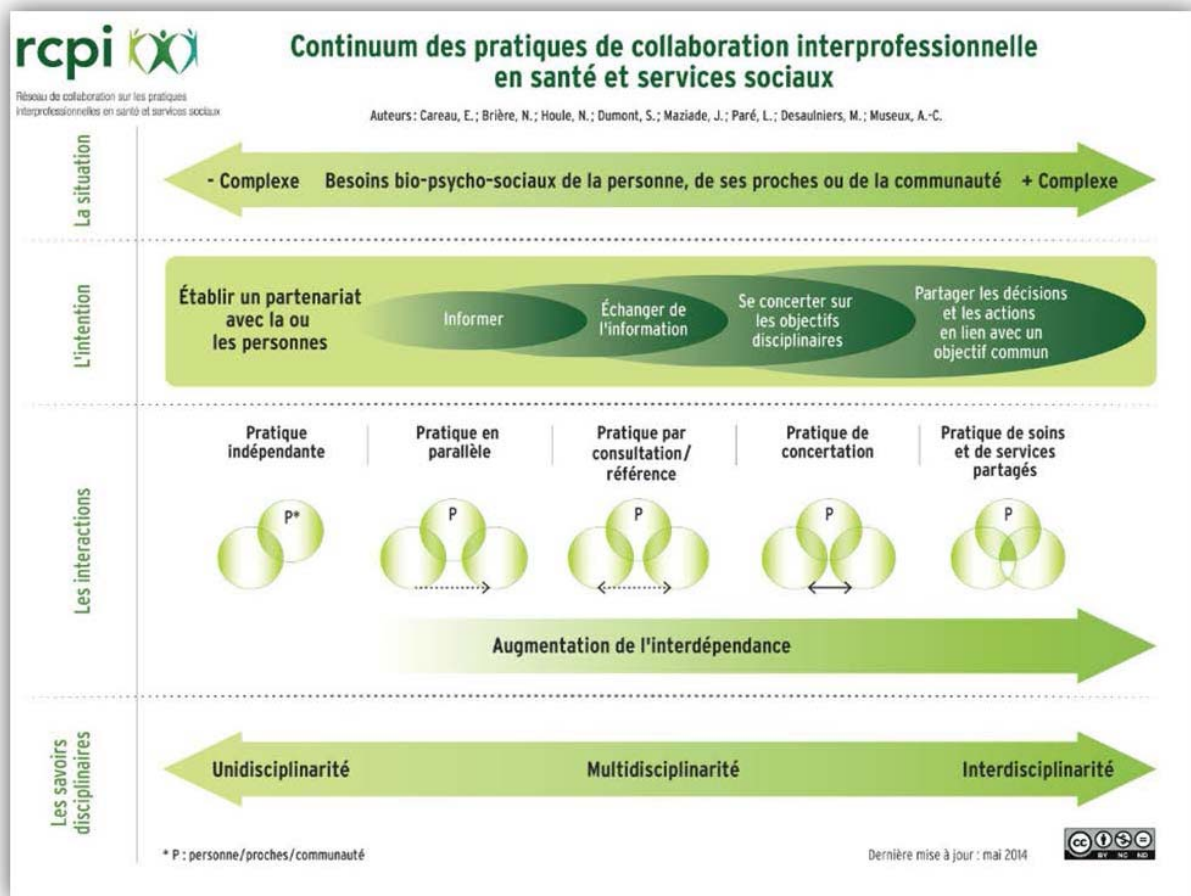 rcpi
Réseau de collaboration sur les pratiques
interprofessionnelles en santé et services sociaux
Continuum des pratiques de collaboration interprofessionnelle
en santé et services sociaux
Auteurs : Careau, E.; Brière, N.; Houle, N.; Dumont, S.; Maziade, J.; Paré, L.; Desaulniers, M.; Museux, A.-C.
La situation
- Complexe
Besoins bio-psycho-sociaux de la personne, de ses proches ou de la communauté
+ Complexe
L'intention
Établir un partenariat
avec la ou
les personnes
Informer
Échanger de
l'information
Se concerter sur
les objectifs
disciplinaires
Partager les décisions
et les actions
en lien avec un
objectif commun
Les interactions
Pratique
indépendante
Pratique en
parallèle
Pratique par
consultation/
référence
Pratique de
concertation
Pratique de soins
et de services
partagés
P*
P
P
P
P
Augmentation de l'interdépendance
Les savoirs
disciplinaires
Unidisciplinarité
Multidisciplinarité
Interdisciplinarité
* P : personne/proches/communauté
Dernière mise à jour : mai 2014
cc
BY NC ND